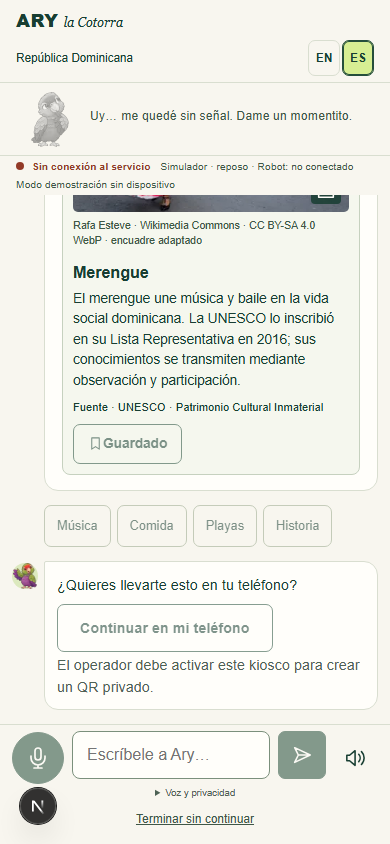 ARY la Cotorra
República Dominicana
EN ES
Uy… me quedé sin señal. Dame un momentito.
Sin conexión al servicio Simulador · reposo · Robot: no conectado
Modo demostración sin dispositivo
Rafa Esteve · Wikimedia Commons · CC BY-SA 4.0
WebP · encuadre adaptado
Merengue
El merengue une música y baile en la vida
social dominicana. La UNESCO lo inscribió
en su Lista Representativa en 2016; sus
conocimientos se transmiten mediante
observación y participación.
Fuente · UNESCO · Patrimonio Cultural Inmaterial
Guardado
Música Comida Playas Historia
¿Quieres llevarte esto en tu teléfono?
Continuar en mi teléfono
El operador debe activar este kiosco para crear
un QR privado.
Escríbele a Ary…
Voz y privacidad
N
Terminar sin continuar